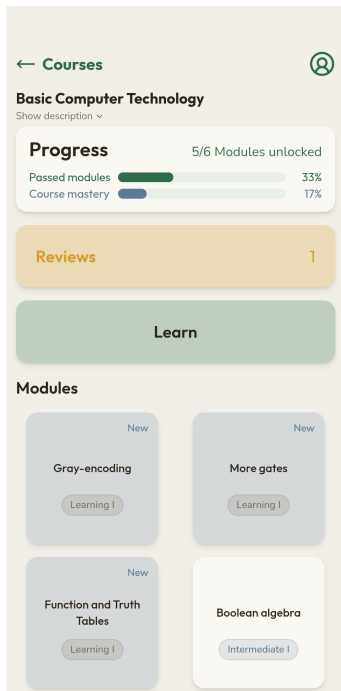 ← Courses
Basic Computer Technology
Show description
Progress
5/6 Modules unlocked
Passed modules 33%
Course mastery 17%
Reviews 1
Learn
Modules
New
Gray-encoding
Learning I
New
More gates
Learning I
New
Function and Truth
Tables
Learning I
Boolean algebra
Intermediate I